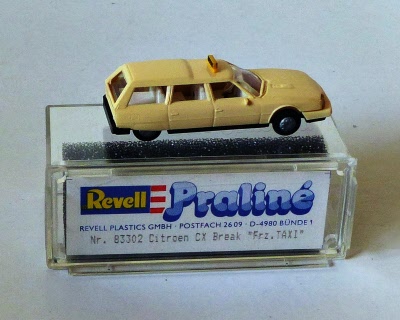 Revell Praliné
REVELL PLASTICS GMBH · POSTFACH 2609 · D-4980 BÜNDE 1
Nr. 83302 Citroen CX Break "Frz.TAXI"